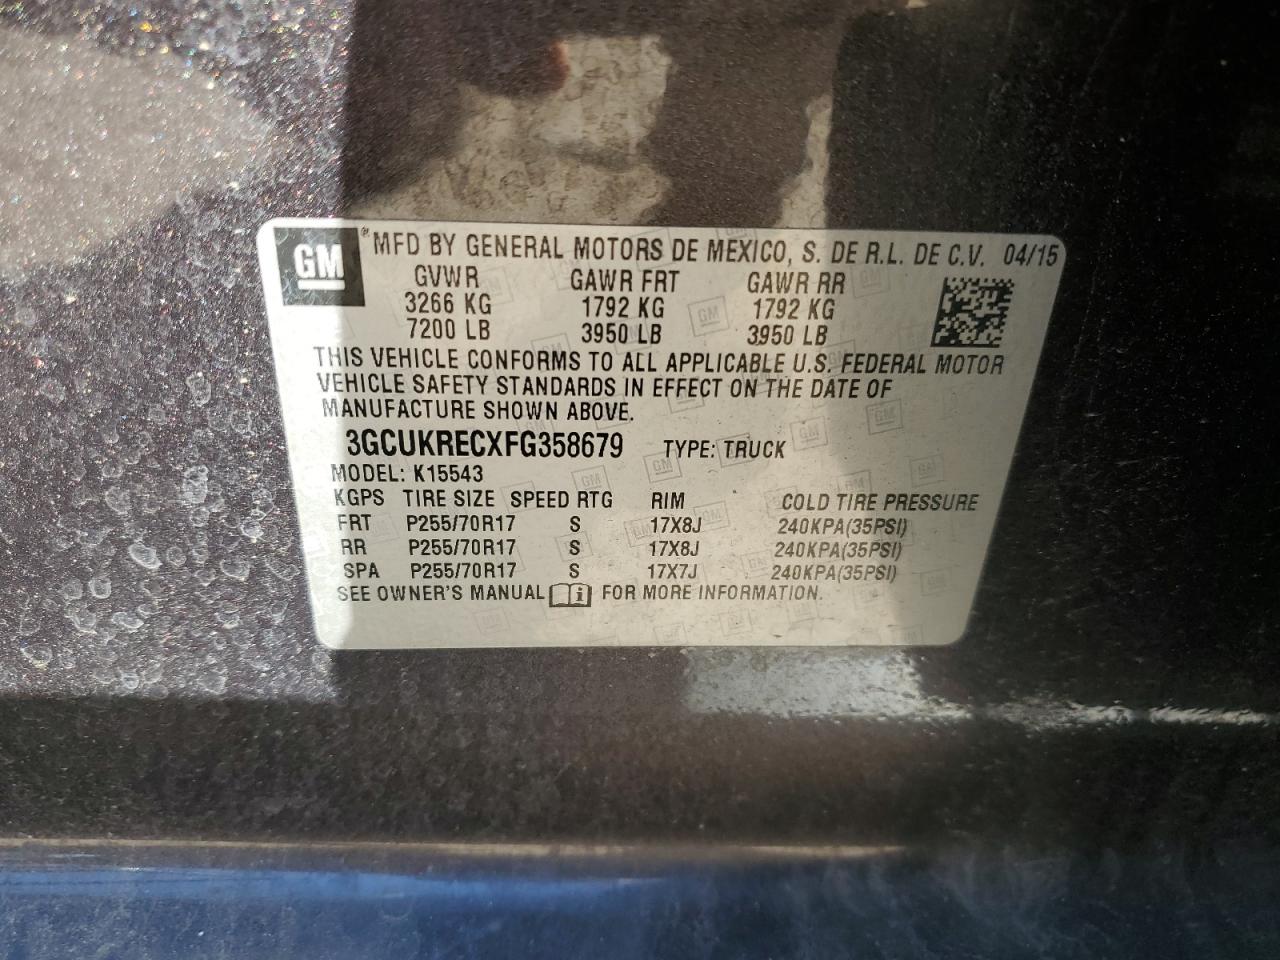 GM ® MFD BY GENERAL MOTORS DE MEXICO, S. DE R.L. DE C.V. 04/15
GVWR GAWR FRT GAWR RR
3266 KG 1792 KG 1792 KG
7200 LB 3950 LB 3950 LB
THIS VEHICLE CONFORMS TO ALL APPLICABLE U.S. FEDERAL MOTOR
VEHICLE SAFETY STANDARDS IN EFFECT ON THE DATE OF
MANUFACTURE SHOWN ABOVE.
3GCUKRECXFG358679 TYPE: TRUCK
MODEL: K15543
KGPS TIRE SIZE SPEED RTG RIM COLD TIRE PRESSURE
FRT P255/70R17 S 17X8J 240KPA(35PSI)
RR P255/70R17 S 17X8J 240KPA(35PSI)
SPA P255/70R17 S 17X7J 240KPA(35PSI)
SEE OWNER'S MANUAL i FOR MORE INFORMATION.